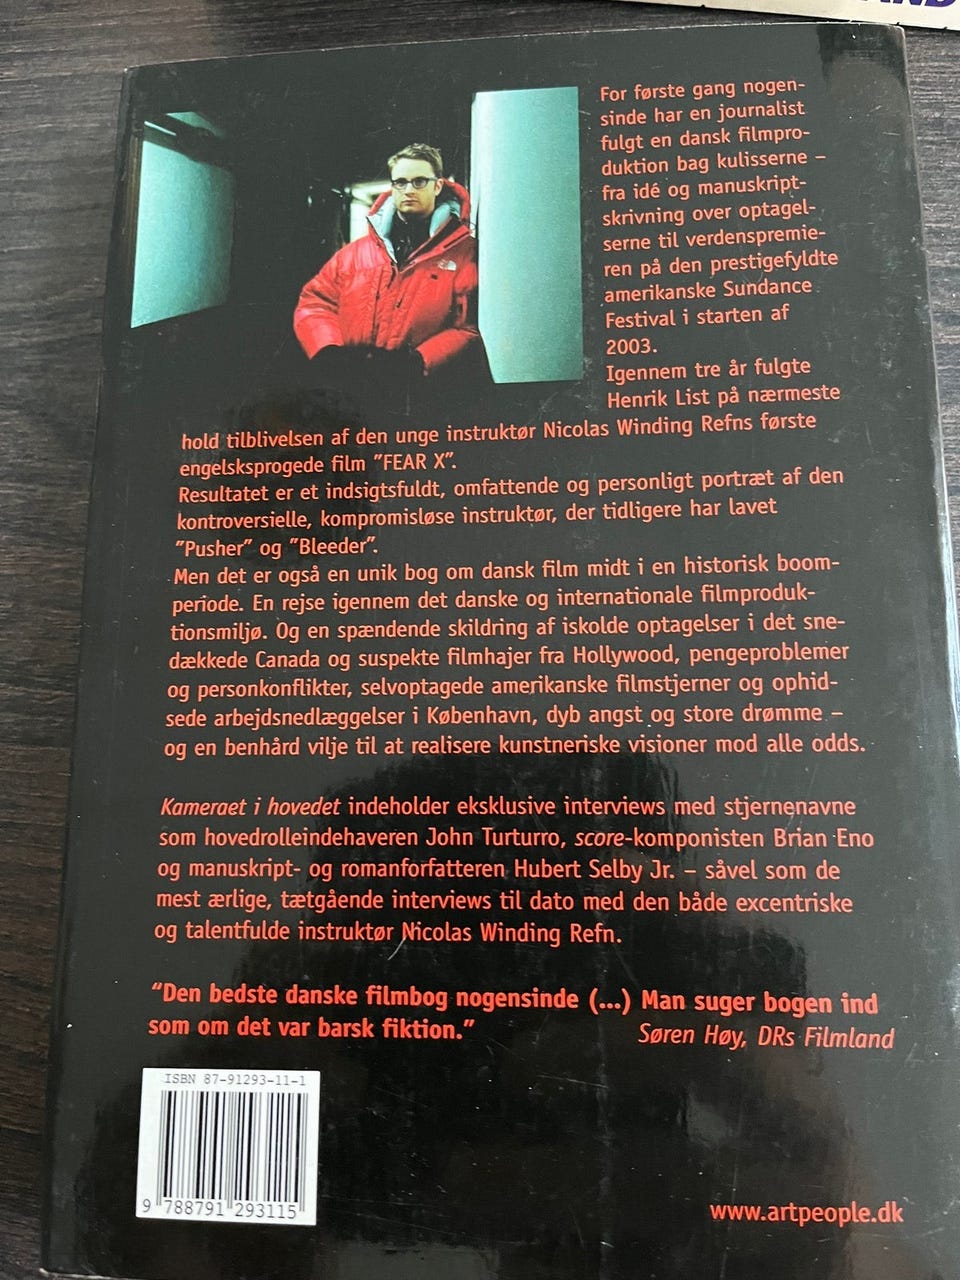 AND
For første gang nogen-
sinde har en journalist
fulgt en dansk filmpro-
duktion bag kulisserne –
fra idé og manuskript-
skrivning over optagel-
serne til verdenspremie-
ren på den prestigefyldte
amerikanske Sundance
Festival i starten af
2003.
Igennem tre år fulgte
Henrik List på nærmeste
hold tilblivelsen af den unge instruktør Nicolas Winding Refns første
engelsksprogede film "FEAR X".
Resultatet er et indsigtsfuldt, omfattende og personligt portræt af den
kontroversielle, kompromisløse instruktør, der tidligere har lavet
"Pusher" og "Bleeder".
Men det er også en unik bog om dansk film midt i en historisk boom-
periode. En rejse igennem det danske og internationale filmproduk-
tionsmiljø. Og en spændende skildring af iskolde optagelser i det sne-
dækkede Canada og suspekte filmhajer fra Hollywood, pengeproblemer
og personkonflikter, selvoptagede amerikanske filmstjerner og ophid-
sede arbejdsnedlæggelser i København, dyb angst og store drømme –
og en benhård vilje til at realisere kunstneriske visioner mod alle odds.
Kameraet i hovedet indeholder eksklusive interviews med stjernenavne
som hovedrolleindehaveren John Turturro, score-komponisten Brian Eno
og manuskript- og romanforfatteren Hubert Selby Jr. – såvel som de
mest ærlige, tætgående interviews til dato med den både excentriske
og talentfulde instruktør Nicolas Winding Refn.
"Den bedste danske filmbog nogensinde (...) Man suger bogen ind
som om det var barsk fiktion."
Søren Høy, DRs Filmland
ISBN 87-91293-11-1
9 788791 293115
www.artpeople.dk